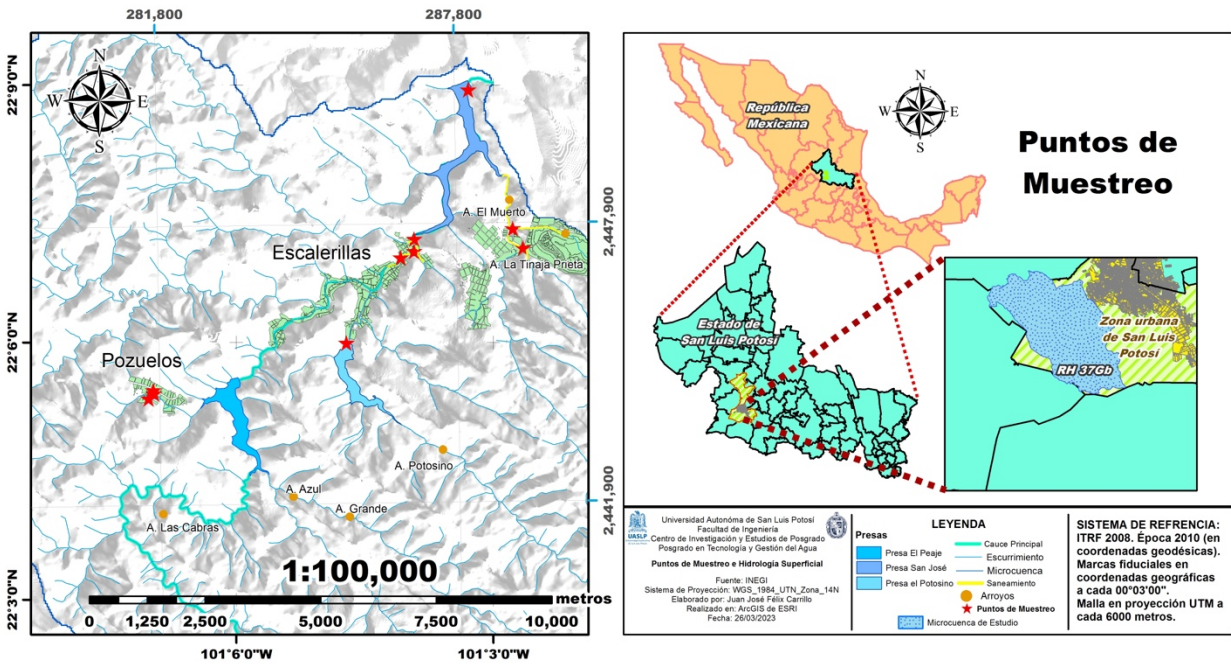 281,800
287,800
22°9'0"N
22°6'0"N
22°3'0"N
2,447,900
2,441,900
101°6'0"W
101°3'0"W
N
W
E
S
A. El Muerto
Escalerillas
A. La Tinaja Prieta
Pozuelos
A. Potosino
A. Azul
A. Grande
A. Las Cabras
1:100,000
metros
0 1,250 2,500 5,000 7,500 10,000
N
W
E
S
República
Mexicana
Puntos de
Muestreo
Estado de
San Luis Potosí
Zona urbana
de San Luis
Potosí
RH 37Gb
UASLP
Universidad Autonóma de San Luis Potosí
Facultad de Ingeniería
Centro de Investigación y Estudios de Posgrado
Posgrado en Tecnología y Gestión del Agua
Puntos de Muestreo e Hidrología Superficial
Fuente: INEGI
Sistema de Proyección: WGS_1984_UTN_Zona_14N
Elaborado por: Juan José Félix Carrillo
Realizado en: ArcGIS de ESRI
Fecha: 26/03/2023
LEYENDA
Presas
Presa El Peaje
Presa San José
Presa el Potosino
Cauce Principal
Escurrimiento
Microcuenca
Saneamiento
Arroyos
Puntos de Muestreo
Microcuenca de Estudio
SISTEMA DE REFRENCIA:
ITRF 2008. Época 2010 (en
coordenadas geodésicas).
Marcas fiduciales en
coordenadas geográficas
a cada 00°03'00".
Malla en proyección UTM a
cada 6000 metros.